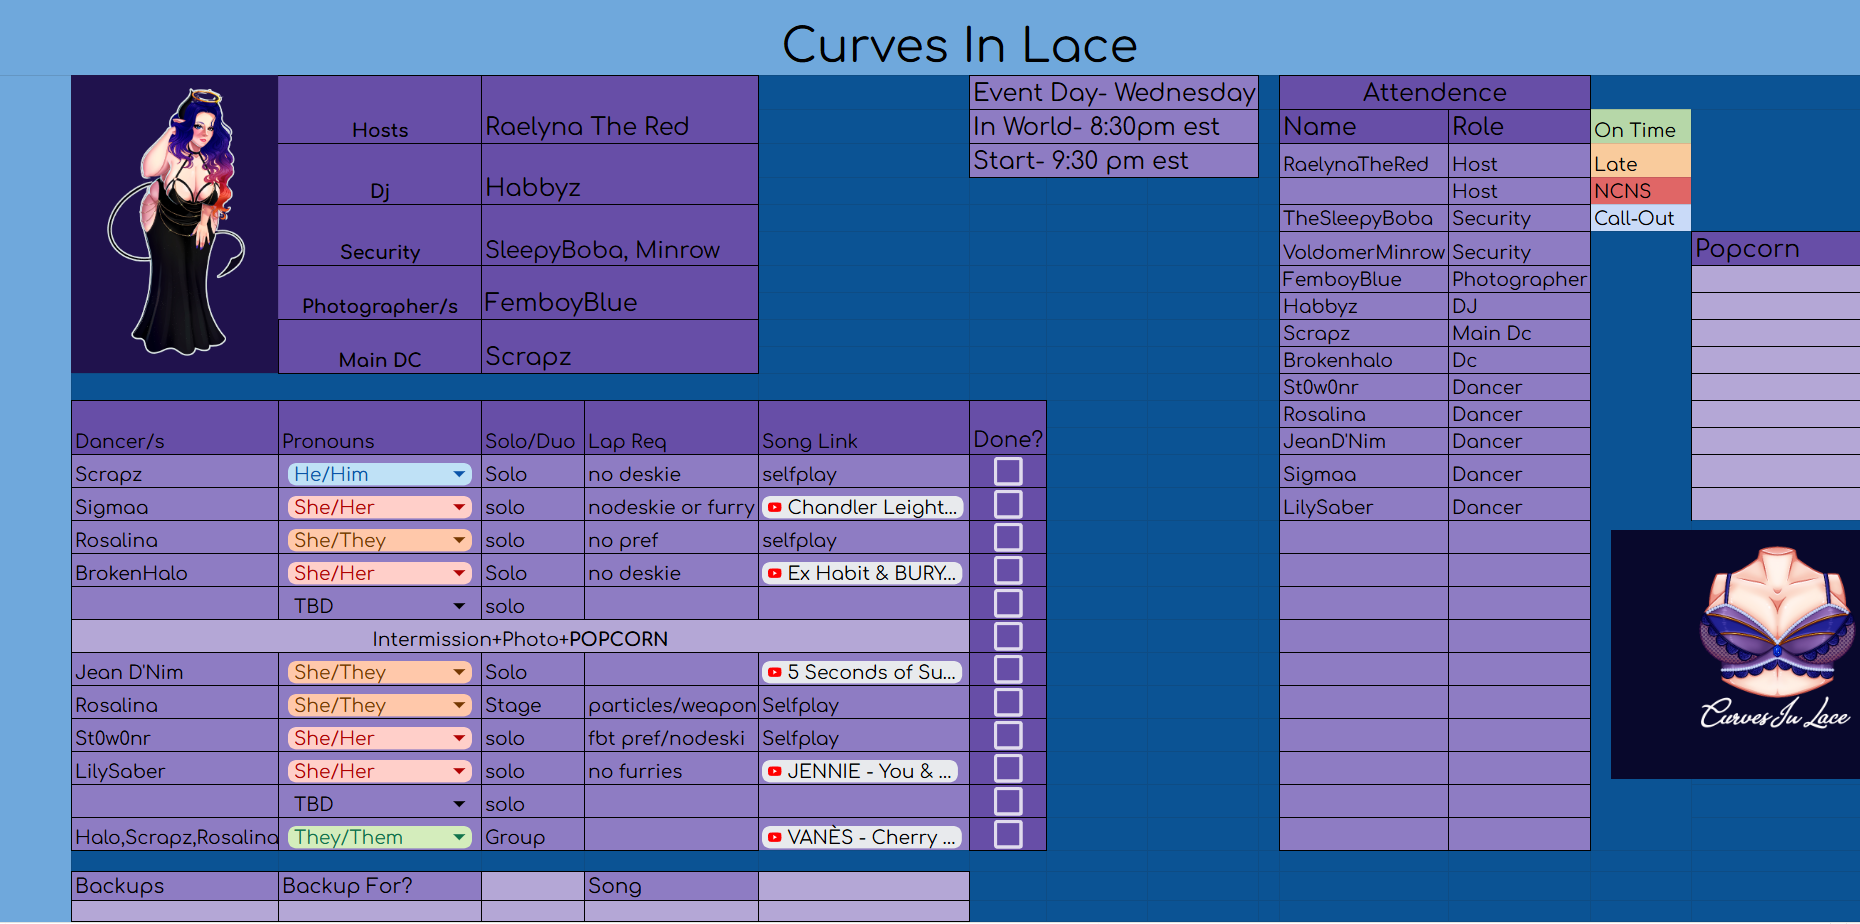 Curves In Lace
Hosts Raelyna The Red
Dj Habbyz
Security SleepyBoba, Minrow
Photographer/s FemboyBlue
Main DC Scrapz
Event Day- Wednesday
In World- 8:30pm est
Start- 9:30 pm est
Attendence
Name Role
RaelynaTheRed Host
Host
TheSleepyBoba Security
VoldomerMinrow Security
FemboyBlue Photographer
Habbyz DJ
Scrapz Main Dc
Brokenhalo Dc
St0w0nr Dancer
Rosalina Dancer
JeanD'Nim Dancer
Sigmaa Dancer
LilySaber Dancer
On Time
Late
NCNS
Call-Out
Popcorn
Dancer/s Pronouns Solo/Duo Lap Req Song Link Done?
Scrapz He/Him Solo no deskie selfplay
Sigmaa She/Her solo nodeskie or furry Chandler Leight...
Rosalina She/They solo no pref selfplay
BrokenHalo She/Her Solo no deskie Ex Habit & BURY...
TBD solo
Intermission+Photo+POPCORN
Jean D'Nim She/They Solo 5 Seconds of Su...
Rosalina She/They Stage particles/weapon Selfplay
St0w0nr She/Her solo fbt pref/nodeski Selfplay
LilySaber She/Her solo no furries JENNIE - You & ...
TBD solo
Halo,Scrapz,Rosalina They/Them Group VANÈS - Cherry ...
Backups Backup For? Song
Curves In Lace